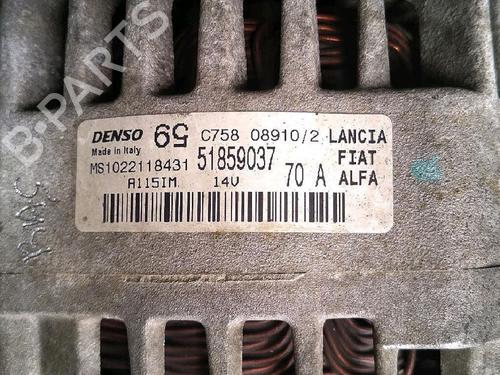 B-PARTS
DENSO 59 C758 08910/2 LANCIA
Made in Italy 51859037 FIAT
MS1022118431 70 A ALFA
A115IM 14V